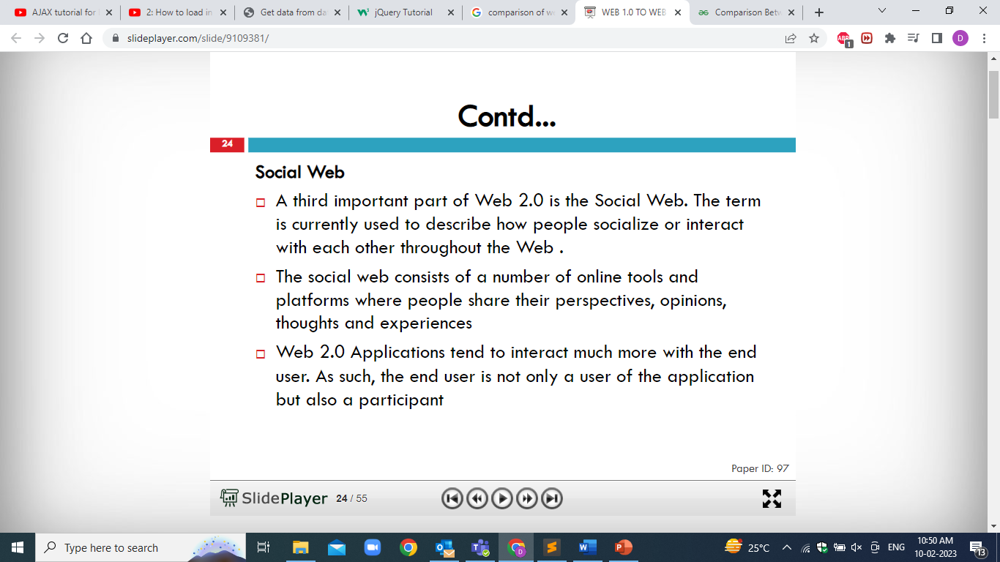 AJAX tutorial for
2: How to load in
Get data from da
jQuery Tutorial
comparison of w
WEB 1.0 TO WEB
Comparison Betw
slideplayer.com/slide/9109381/
ABP
1
D
Contd...
24
Social Web
A third important part of Web 2.0 is the Social Web. The term
is currently used to describe how people socialize or interact
with each other throughout the Web .
The social web consists of a number of online tools and
platforms where people share their perspectives, opinions,
thoughts and experiences
Web 2.0 Applications tend to interact much more with the end
user. As such, the end user is not only a user of the application
but also a participant
Paper ID: 97
SlidePlayer 24 / 55
Type here to search
25°C
ENG
10:50 AM
10-02-2023
13